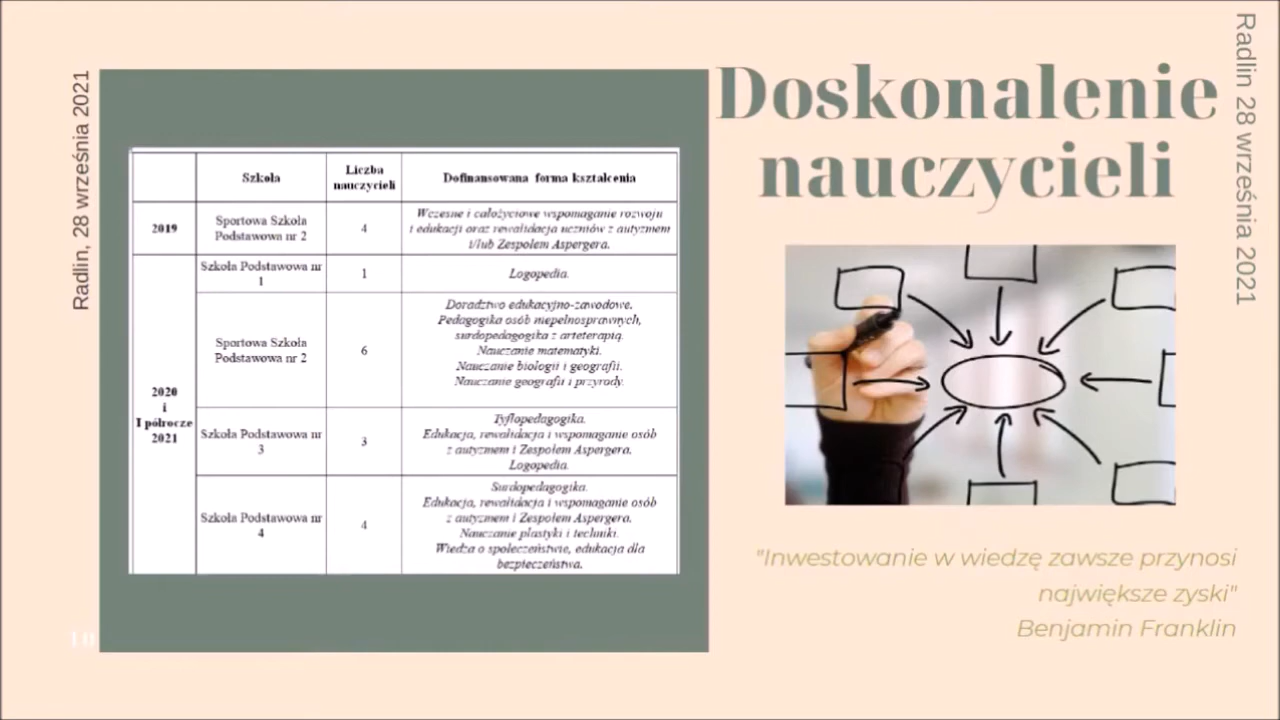 Radlin, 28 września 2021
Szkoła
Liczba
nauczycieli
Dofinansowana forma kształcenia
2019
Sportowa Szkoła
Podstawowa nr 2
4
Wczesne i całożyciowe wspomaganie rozwoju
i edukacji oraz rewalidacja uczniów z autyzmem
i/lub Zespołem Aspergera.
2020
i
I półrocze
2021
Szkoła Podstawowa nr
1
1
Logopedia.
Sportowa Szkoła
Podstawowa nr 2
6
Doradztwo edukacyjno-zawodowe.
Pedagogika osób niepełnosprawnych,
surdopedagogika z arteterapią.
Nauczanie matematyki.
Nauczanie biologii i geografii.
Nauczanie geografii i przyrody.
Szkoła Podstawowa nr
3
3
Tyflopedagogika.
Edukacja, rewalidacja i wspomaganie osób
z autyzmem i Zespołem Aspergera.
Logopedia.
Szkoła Podstawowa nr
4
4
Surdopedagogika.
Edukacja, rewalidacja i wspomaganie osób
z autyzmem i Zespołem Aspergera.
Nauczanie plastyki i techniki.
Wiedza o społeczeństwie, edukacja dla
bezpieczeństwa.
10
Doskonalenie
nauczycieli
"Inwestowanie w wiedzę zawsze przynosi
największe zyski"
Benjamin Franklin
Radlin 28 września 2021